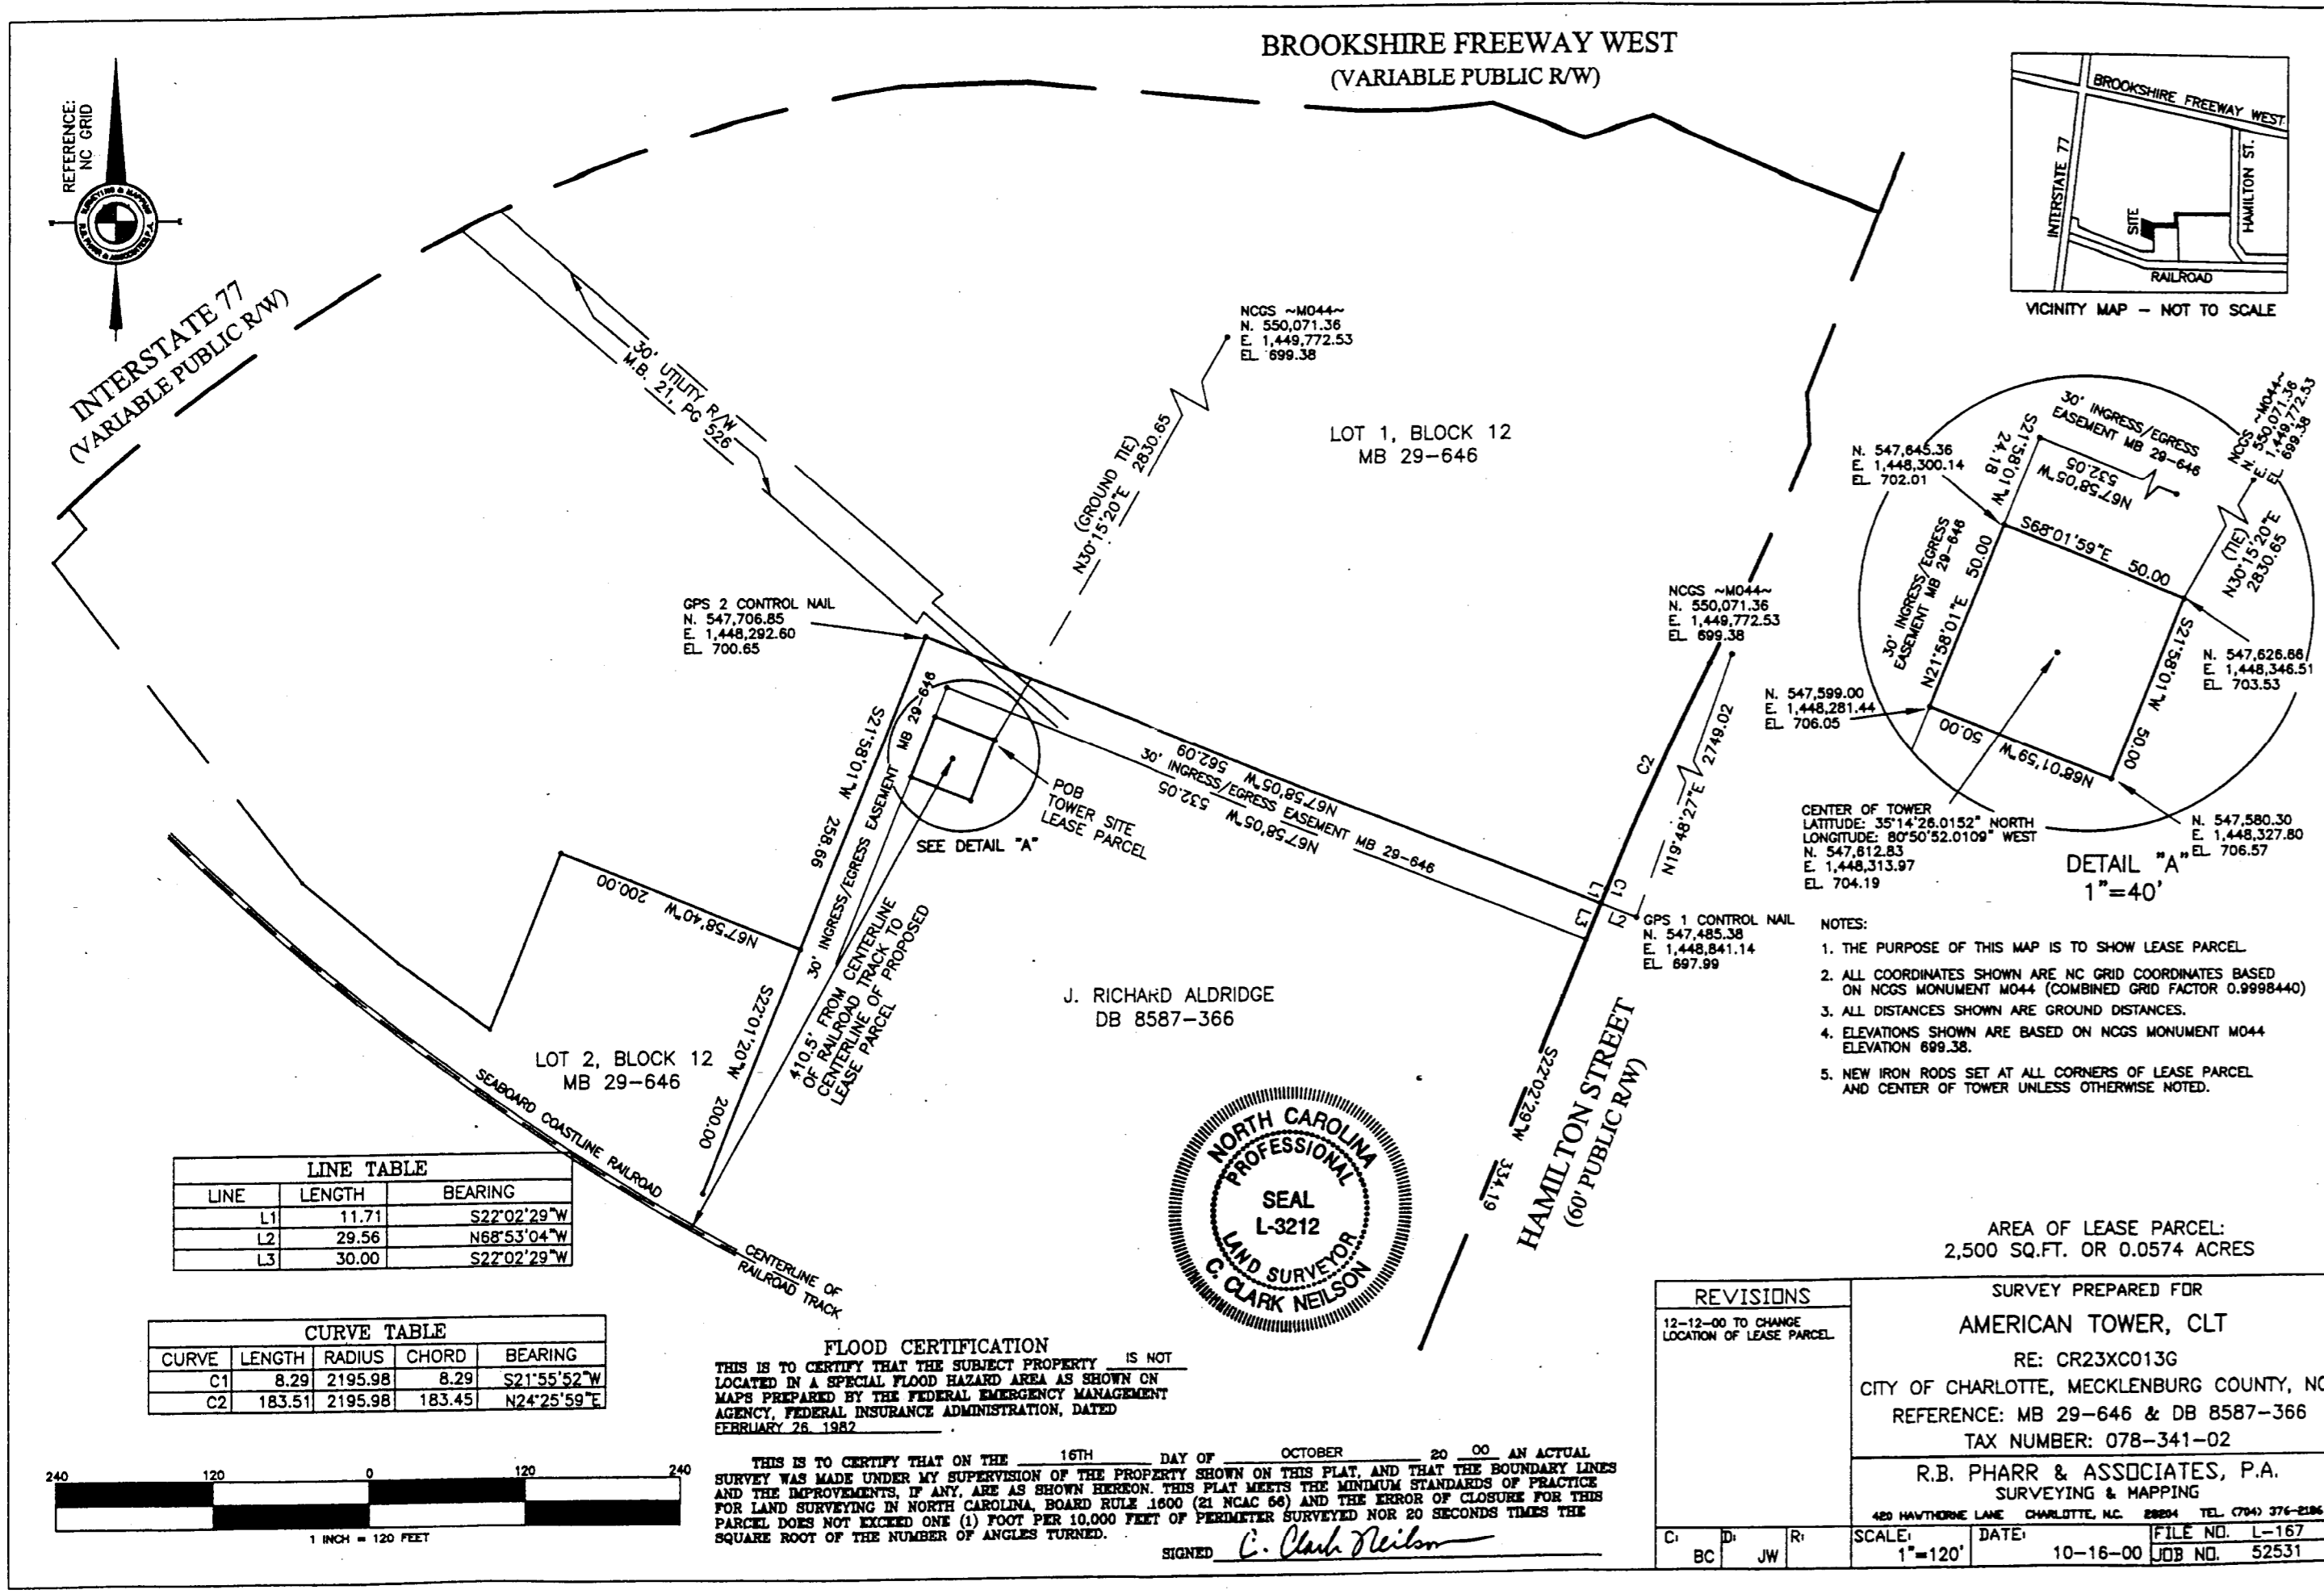 BROOKSHIRE FREEWAY WEST
(VARIABLE PUBLIC R/W)
REFERENCE:
NC GRID
SURVEYING & MAPPING
R.B. PHARR & ASSOCIATES, P.A.
INTERSTATE 77
(VARIABLE PUBLIC R/W)
30' UTILITY R/W
M.B. 21, PG 526
NCGS ~M044~
N. 550,071.36
E. 1,449,772.53
EL 699.38
(GROUND TIE)
N30°15'20"E 2830.65
LOT 1, BLOCK 12
MB 29-646
BROOKSHIRE FREEWAY WEST
INTERSTATE 77
HAMILTON ST.
SITE
RAILROAD
VICINITY MAP - NOT TO SCALE
GPS 2 CONTROL NAIL
N. 547,706.85
E. 1,448,292.60
EL. 700.65
S21°58'01"W 258.66
30' INGRESS/EGRESS EASEMENT MB 29-646
SEE DETAIL "A"
POB
TOWER SITE
LEASE PARCEL
N67°58'05"W 562.09
30' INGRESS/EGRESS EASEMENT MB 29-646
N67°58'05"W 532.05
NCGS ~M044~
N. 550,071.36
E. 1,449,772.53
EL 699.38
C2
N19°48'27"E 2749.02
L1
C1
L3
L2
GPS 1 CONTROL NAIL
N. 547,485.38
E. 1,448,841.14
EL 697.99
N. 547,645.36
E. 1,448,300.14
EL 702.01
S21°58'01"W
24.18
30' INGRESS/EGRESS
EASEMENT MB 29-646
N67°58'05"W
532.05
NCGS ~M044~
N. 550,071.36
E. 1,449,772.53
EL 699.38
(TIE)
N30°15'20"E
2830.65
30' INGRESS/EGRESS
EASEMENT MB 29-646
N21°58'01"E 50.00
S68°01'59"E 50.00
S21°58'01"W 50.00
N68°01'59"W 50.00
N. 547,626.66
E. 1,448,346.51
EL 703.53
N. 547,599.00
E. 1,448,281.44
EL 706.05
CENTER OF TOWER
LATITUDE: 35°14'26.0152" NORTH
LONGITUDE: 80°50'52.0109" WEST
N. 547,612.83
E. 1,448,313.97
EL 704.19
N. 547,580.30
E. 1,448,327.80
EL 706.57
DETAIL "A"
1"=40'
NOTES:
1. THE PURPOSE OF THIS MAP IS TO SHOW LEASE PARCEL
2. ALL COORDINATES SHOWN ARE NC GRID COORDINATES BASED
ON NCGS MONUMENT M044 (COMBINED GRID FACTOR 0.9998440)
3. ALL DISTANCES SHOWN ARE GROUND DISTANCES.
4. ELEVATIONS SHOWN ARE BASED ON NCGS MONUMENT M044
ELEVATION 699.38.
5. NEW IRON RODS SET AT ALL CORNERS OF LEASE PARCEL
AND CENTER OF TOWER UNLESS OTHERWISE NOTED.
200.00 N67°58'40"W
S22°01'20"W 200.00
410.5' FROM CENTERLINE
OF RAILROAD TRACK TO
CENTERLINE OF PROPOSED
LEASE PARCEL
J. RICHARD ALDRIDGE
DB 8587-366
LOT 2, BLOCK 12
MB 29-646
SEABOARD COASTLINE RAILROAD
CENTERLINE OF
RAILROAD TRACK
S22°02'29"W 334.19
HAMILTON STREET
(60' PUBLIC R/W)
NORTH CAROLINA
PROFESSIONAL
SEAL
L-3212
LAND SURVEYOR
C. CLARK NEILSON
LINE TABLE
LINE LENGTH BEARING
L1 11.71 S22°02'29"W
L2 29.56 N68°53'04"W
L3 30.00 S22°02'29"W
CURVE TABLE
CURVE LENGTH RADIUS CHORD BEARING
C1 8.29 2195.98 8.29 S21°55'52"W
C2 183.51 2195.98 183.45 N24°25'59"E
240 120 0 120 240
1 INCH = 120 FEET
FLOOD CERTIFICATION
THIS IS TO CERTIFY THAT THE SUBJECT PROPERTY IS NOT
LOCATED IN A SPECIAL FLOOD HAZARD AREA AS SHOWN ON
MAPS PREPARED BY THE FEDERAL EMERGENCY MANAGEMENT
AGENCY, FEDERAL INSURANCE ADMINISTRATION, DATED
FEBRUARY 26, 1982.
THIS IS TO CERTIFY THAT ON THE 16TH DAY OF OCTOBER 20 00 AN ACTUAL
SURVEY WAS MADE UNDER MY SUPERVISION OF THE PROPERTY SHOWN ON THIS PLAT, AND THAT THE BOUNDARY LINES
AND THE IMPROVEMENTS, IF ANY, ARE AS SHOWN HEREON. THIS PLAT MEETS THE MINIMUM STANDARDS OF PRACTICE
FOR LAND SURVEYING IN NORTH CAROLINA, BOARD RULE .1600 (21 NCAC 56) AND THE ERROR OF CLOSURE FOR THIS
PARCEL DOES NOT EXCEED ONE (1) FOOT PER 10,000 FEET OF PERIMETER SURVEYED NOR 20 SECONDS TIMES THE
SQUARE ROOT OF THE NUMBER OF ANGLES TURNED.
SIGNED C. Clark Neilson
AREA OF LEASE PARCEL:
2,500 SQ.FT. OR 0.0574 ACRES
REVISIONS
12-12-00 TO CHANGE
LOCATION OF LEASE PARCEL
SURVEY PREPARED FOR
AMERICAN TOWER, CLT
RE: CR23XC013G
CITY OF CHARLOTTE, MECKLENBURG COUNTY, NC
REFERENCE: MB 29-646 & DB 8587-366
TAX NUMBER: 078-341-02
R.B. PHARR & ASSOCIATES, P.A.
SURVEYING & MAPPING
420 HAWTHORNE LANE CHARLOTTE, N.C. 28204 TEL. (704) 376-2186
C: BC D: JW R:
SCALE: 1"=120'
DATE: 10-16-00
FILE NO. L-167
JOB NO. 52531